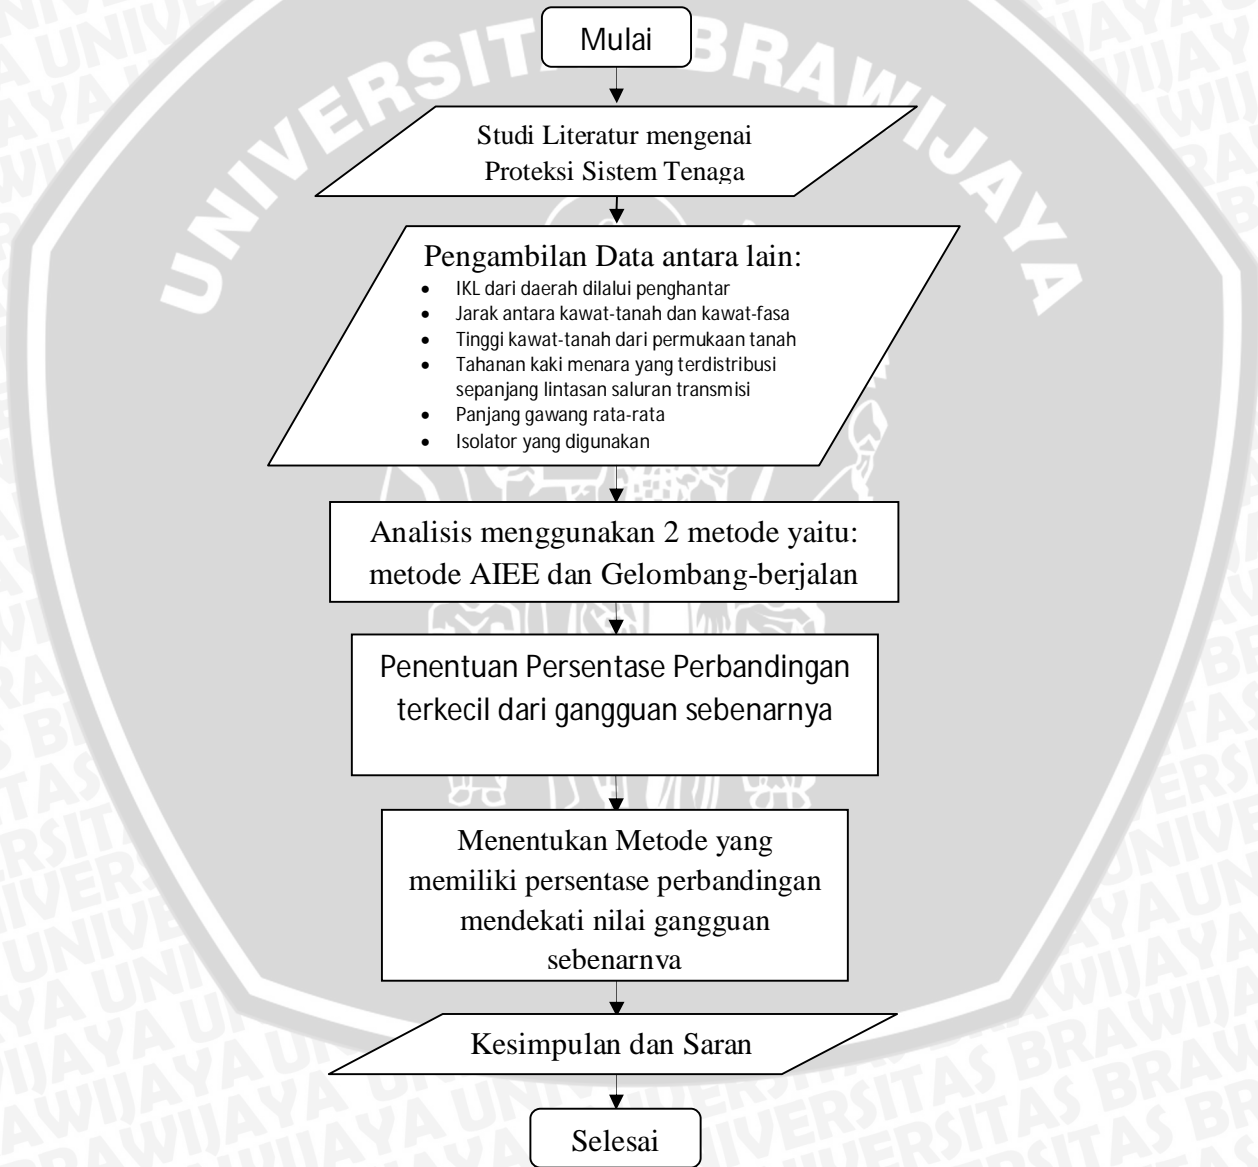 Mulai
UNIVERSITAS BRAWIJAYA
Studi Literatur mengenai
Proteksi Sistem Tenaga
Pengambilan Data antara lain:
• IKL dari daerah dilalui penghantar
• Jarak antara kawat-tanah dan kawat-fasa
• Tinggi kawat-tanah dari permukaan tanah
• Tahanan kaki menara yang terdistribusi
sepanjang lintasan saluran transmisi
• Panjang gawang rata-rata
• Isolator yang digunakan
Analisis menggunakan 2 metode yaitu:
metode AIEE dan Gelombang-berjalan
Penentuan Persentase Perbandingan
terkecil dari gangguan sebenarnya
Menentukan Metode yang
memiliki persentase perbandingan
mendekati nilai gangguan
sebenarnya
Kesimpulan dan Saran
Selesai